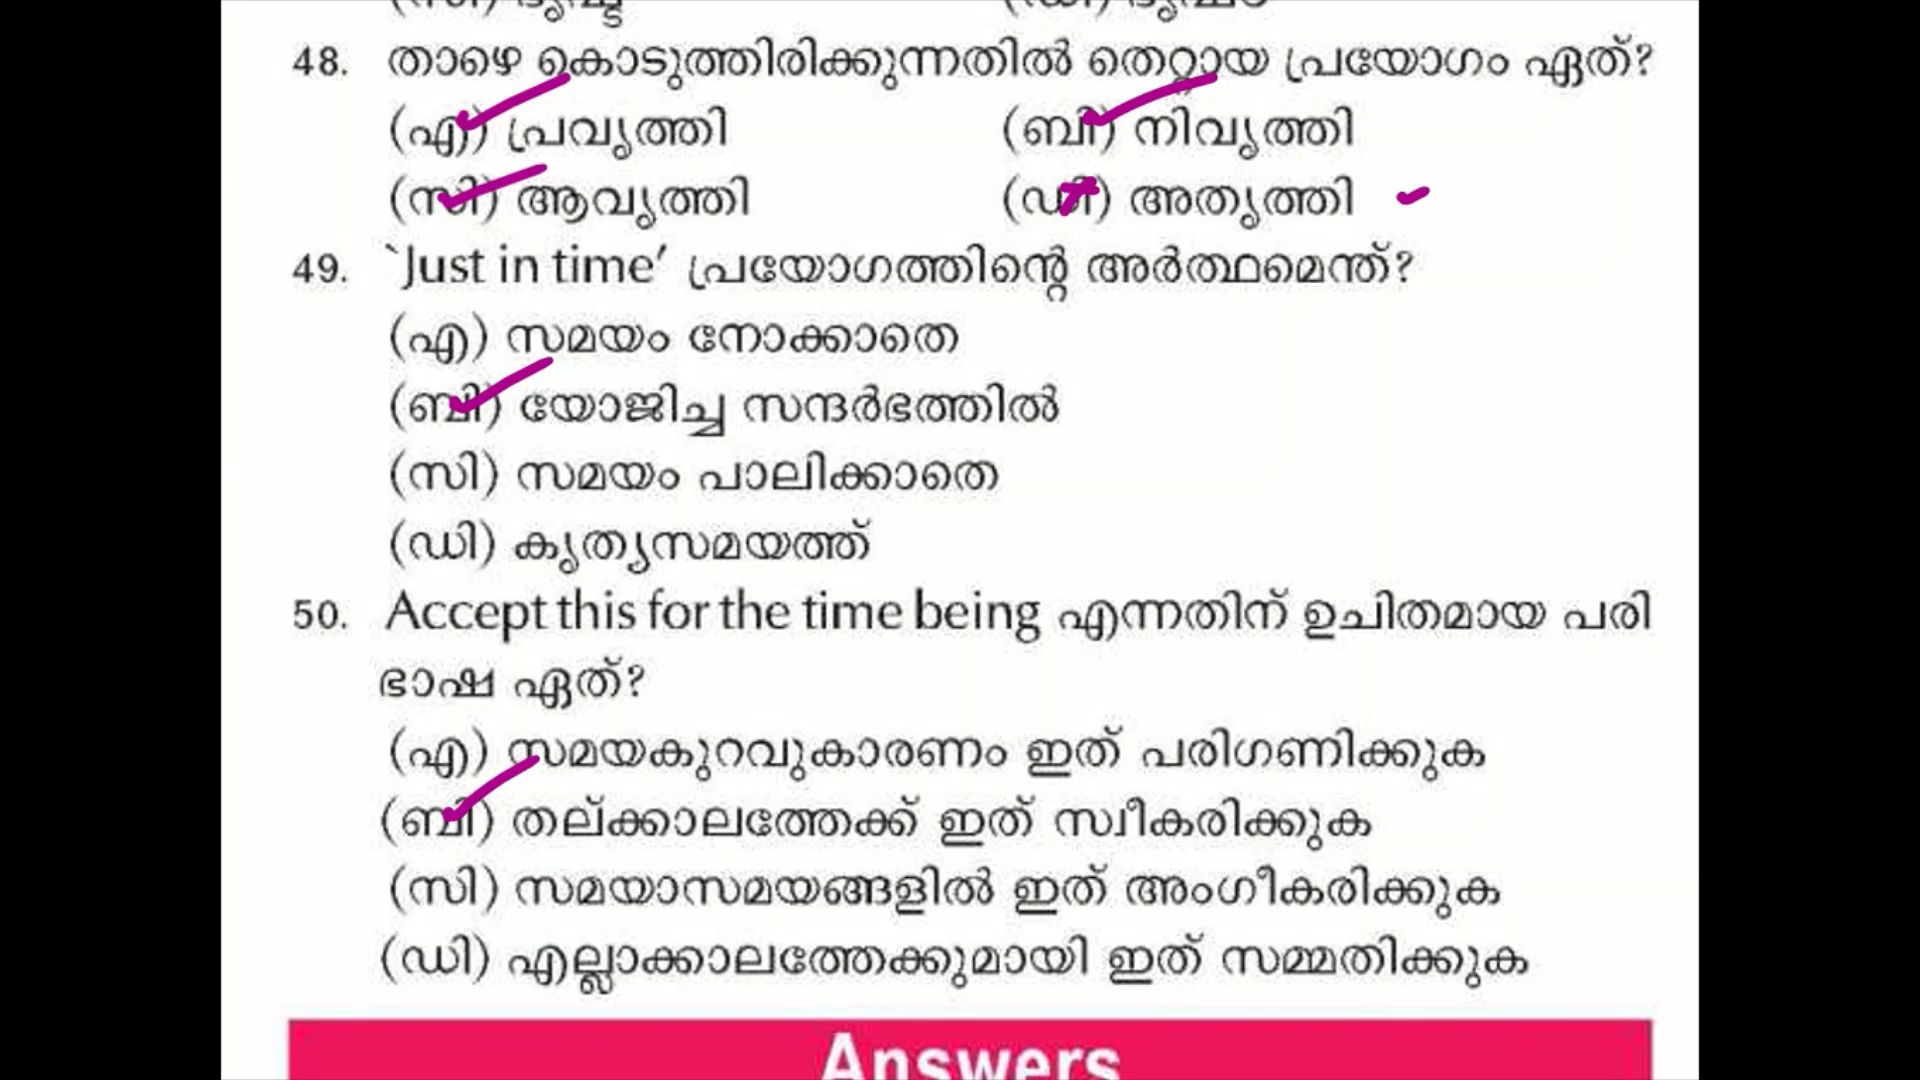 48. താഴെ കൊടുത്തിരിക്കുന്നതിൽ തെറ്റായ പ്രയോഗം ഏത്?
(എ) പ്രവൃത്തി (ബി) നിവൃത്തി
(സി) ആവൃത്തി (ഡി) അതൃത്തി
49. `Just in time' പ്രയോഗത്തിന്റെ അർത്ഥമെന്ത്?
(എ) സമയം നോക്കാതെ
(ബി) യോജിച്ച സന്ദർഭത്തിൽ
(സി) സമയം പാലിക്കാതെ
(ഡി) കൃത്യസമയത്ത്
50. Accept this for the time being എന്നതിന് ഉചിതമായ പരി
ഭാഷ ഏത്?
(എ) സമയകുറവുകാരണം ഇത് പരിഗണിക്കുക
(ബി) തല്ക്കാലത്തേക്ക് ഇത് സ്വീകരിക്കുക
(സി) സമയാസമയങ്ങളിൽ ഇത് അംഗീകരിക്കുക
(ഡി) എല്ലാക്കാലത്തേക്കുമായി ഇത് സമ്മതിക്കുക
Answers